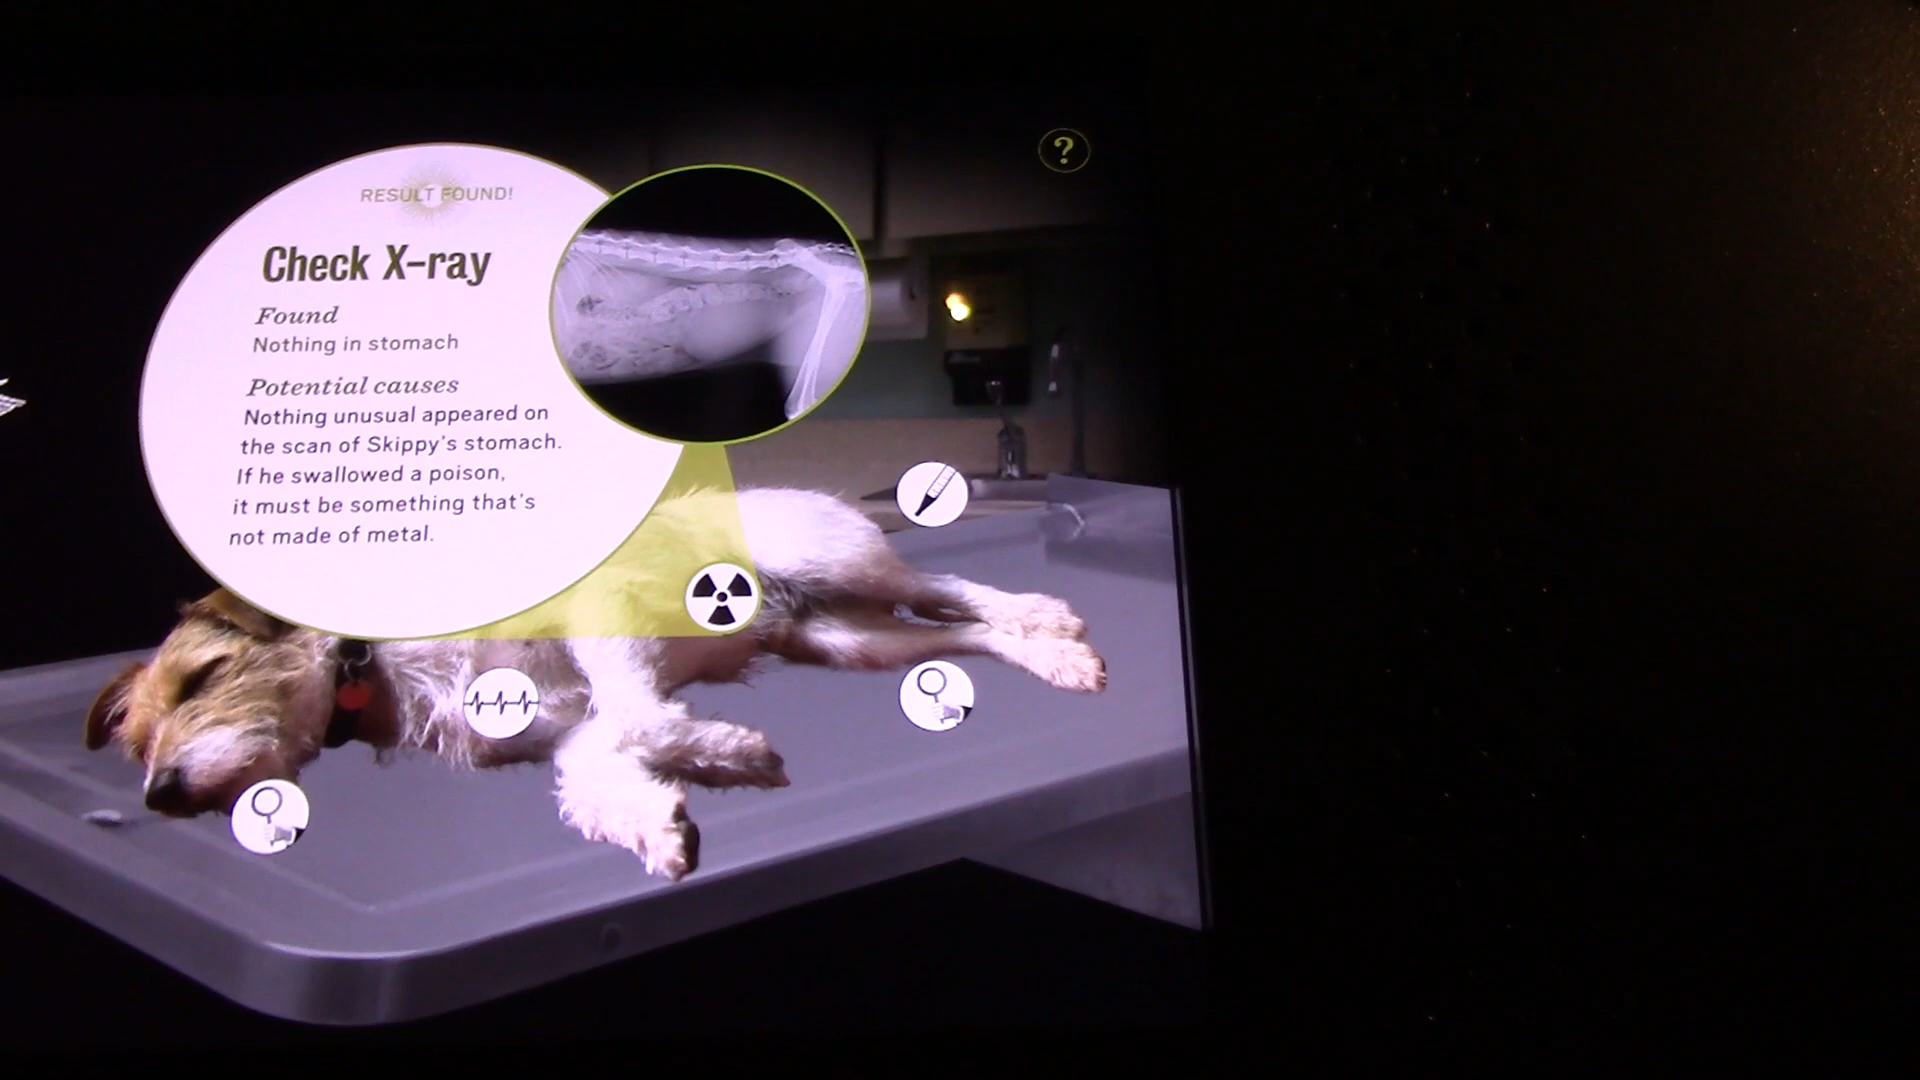 RESULT FOUND!
?
Check X-ray
Found
Nothing in stomach
Potential causes
Nothing unusual appeared on
the scan of Skippy's stomach.
If he swallowed a poison,
it must be something that's
not made of metal.